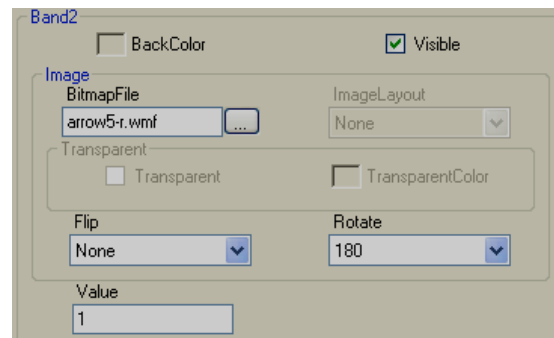 Band2
BackColor Visible
Image
BitmapFile ImageLayout
arrow5-r.wmf ... None
Transparent
Transparent TransparentColor
Flip Rotate
None 180
Value
1